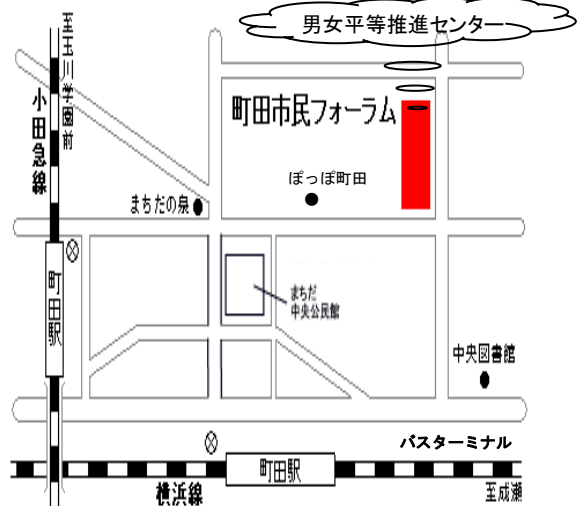 男女平等推進センター
至玉川学園前
小田急線
町田市民フォーラム
ぽっぽ町田
まちだの泉
町田駅
まちだ
中央公民館
中央図書館
バスターミナル
町田駅
横浜線
至成瀬